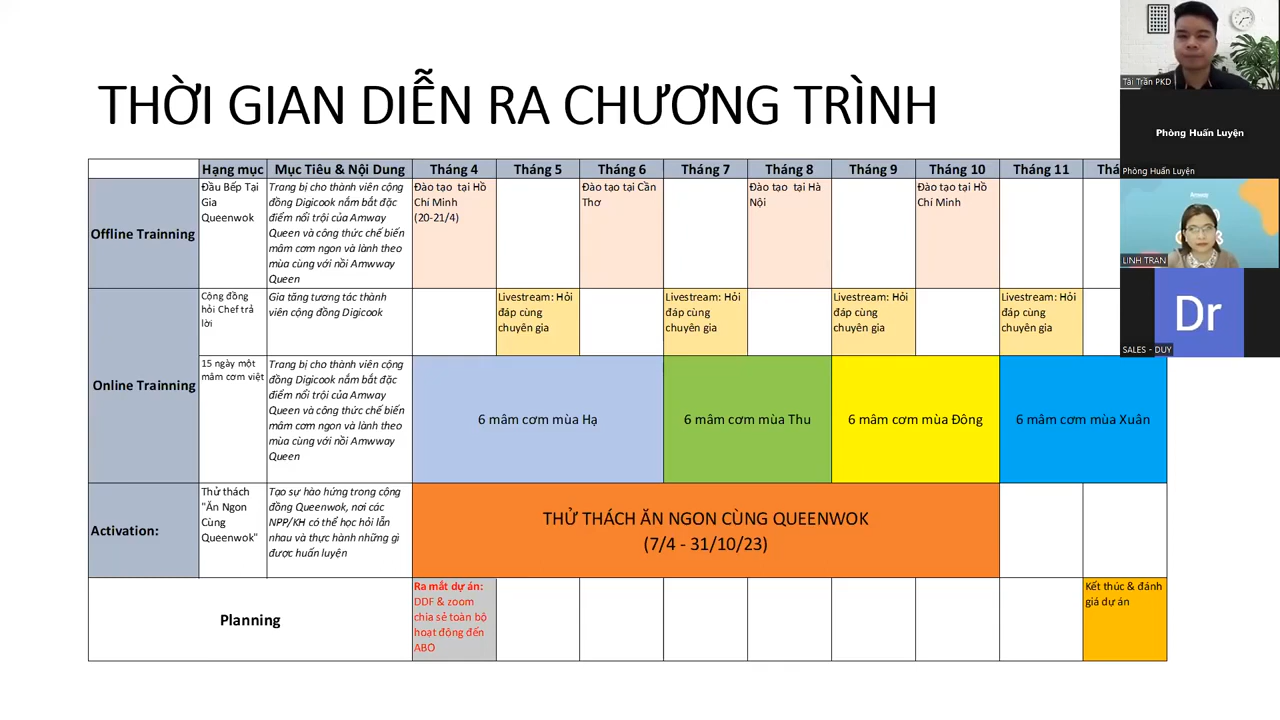 THỜI GIAN DIỄN RA CHƯƠNG TRÌNH
Hạng mục
Mục Tiêu & Nội Dung
Tháng 4
Tháng 5
Tháng 6
Tháng 7
Tháng 8
Tháng 9
Tháng 10
Tháng 11
Offline Trainning
Đầu Bếp Tại
Gia
Queenwok
Trang bị cho thành viên cộng
đồng Digicook nắm bắt đặc
điểm nổi trội của Amway
Queen và công thức chế biến
mâm cơm ngon và lành theo
mùa cùng với nồi Amwway
Queen
Đào tạo tại Hồ
Chí Minh
(20-21/4)
Đào tạo tại Cần
Thơ
Đào tạo tại Hà
Nội
Đào tạo tại Hồ
Chí Minh
Online Trainning
Cộng đồng
hỏi Chef trả
lời
Gia tăng tương tác thành
viên cộng đồng Digicook
Livestream: Hỏi
đáp cùng
chuyên gia
Livestream: Hỏi
đáp cùng
chuyên gia
Livestream: Hỏi
đáp cùng
chuyên gia
Livestream: Hỏi
đáp cùng
chuyên gia
15 ngày một
mâm cơm việt
Trang bị cho thành viên cộng
đồng Digicook nắm bắt đặc
điểm nổi trội của Amway
Queen và công thức chế biến
mâm cơm ngon và lành theo
mùa cùng với nồi Amwway
Queen
6 mâm cơm mùa Hạ
6 mâm cơm mùa Thu
6 mâm cơm mùa Đông
6 mâm cơm mùa Xuân
Activation:
Thử thách
"Ăn Ngon
Cùng
Queenwok"
Tạo sự hào hứng trong cộng
đồng Queenwok, nơi các
NPP/KH có thể học hỏi lẫn
nhau và thực hành những gì
được huấn luyện
THỬ THÁCH ĂN NGON CÙNG QUEENWOK
(7/4 - 31/10/23)
Planning
Ra mắt dự án:
DDF & zoom
chia sẻ toàn bộ
hoạt động đến
ABO
Kết thúc & đánh
giá dự án
Tài Trần PKD
Phòng Huấn Luyện
Phòng Huấn Luyện
Amway
LINH TRAN
Dr
SALES - DUY